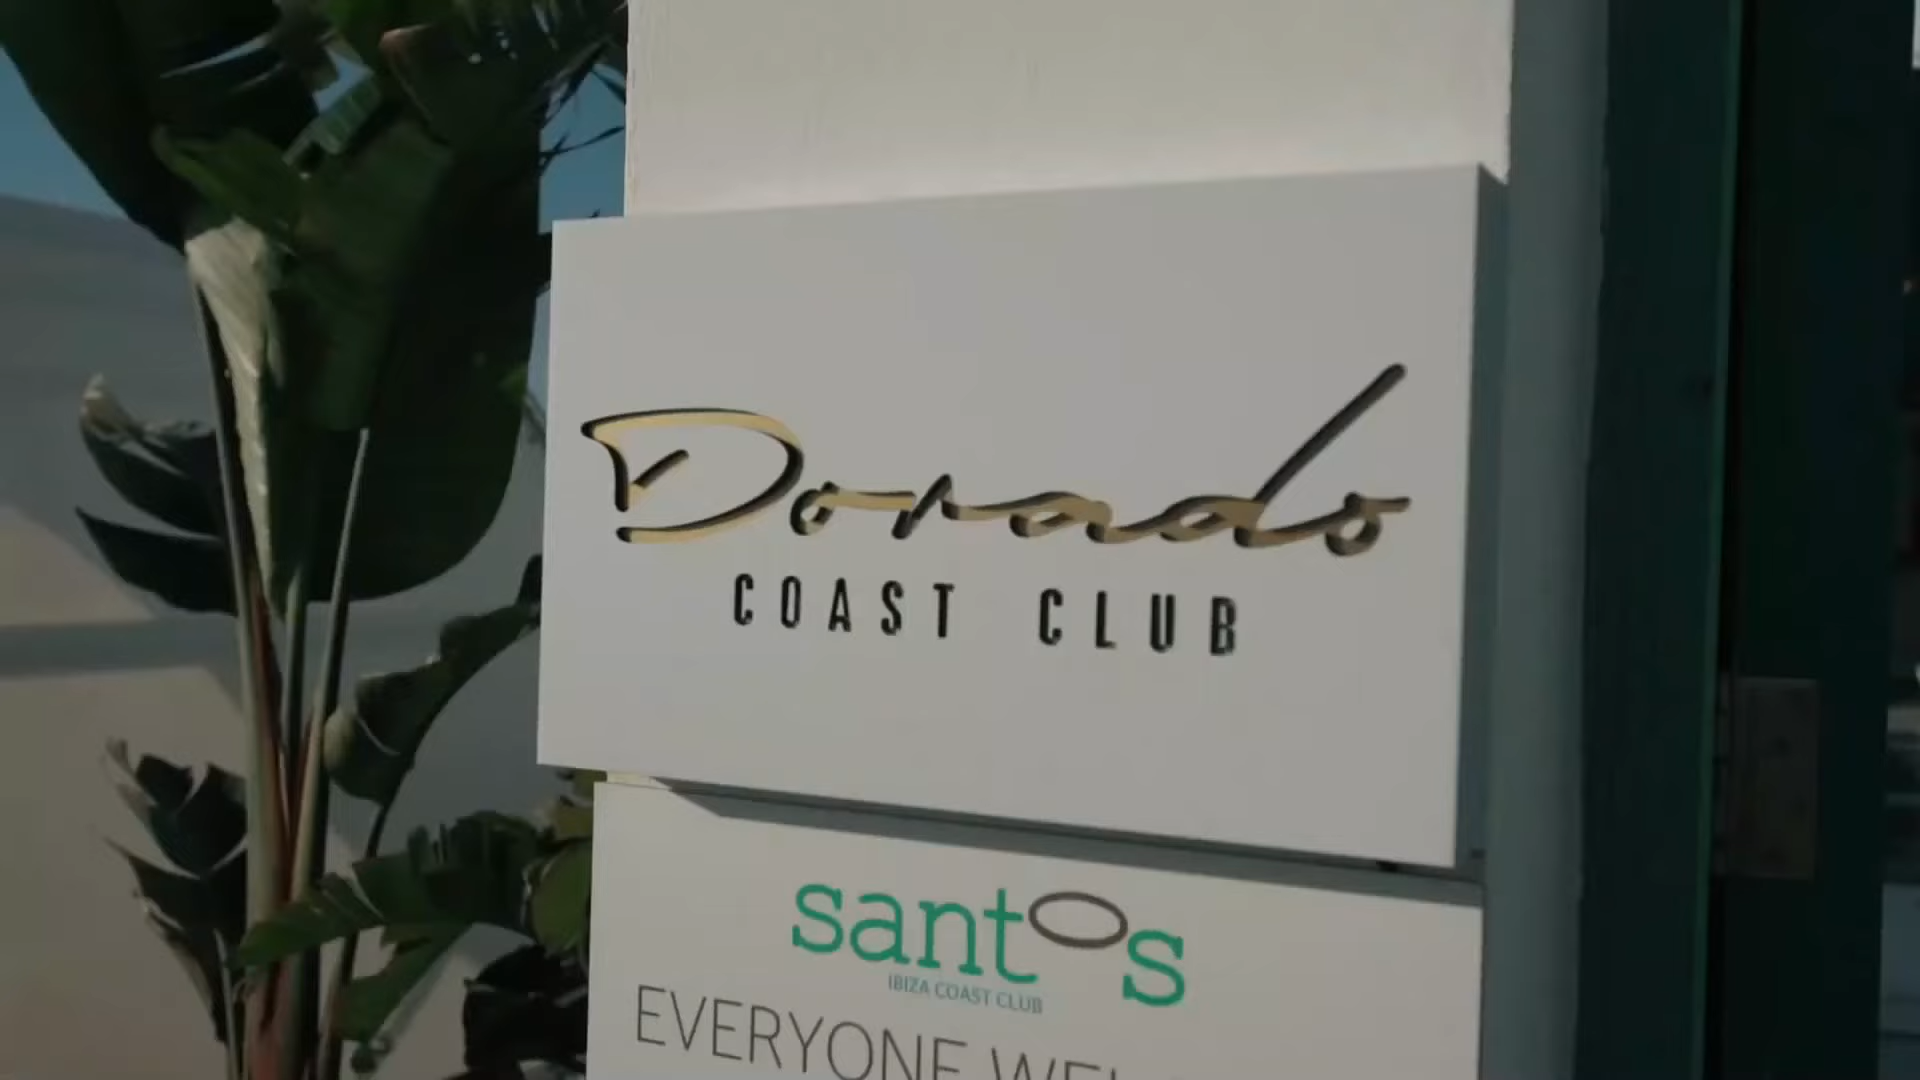 Dorado
COAST CLUB
santos
IBIZA COAST CLUB
EVERYONE